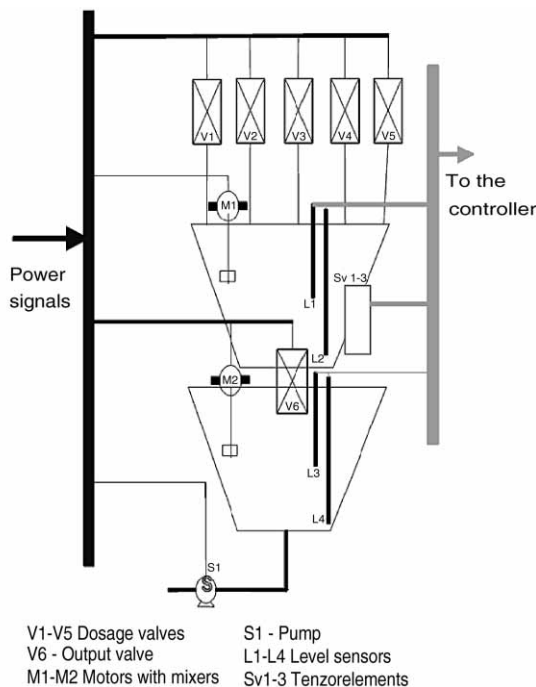 V1
V2
V3
V4
V5
To the
controller
M1
Power
signals
Sv 1-3
L1
L2
M2
V6
L3
L4
S1
S
V1-V5 Dosage valves
V6 - Output valve
M1-M2 Motors with mixers
S1 - Pump
L1-L4 Level sensors
Sv1-3 Tenzorelements